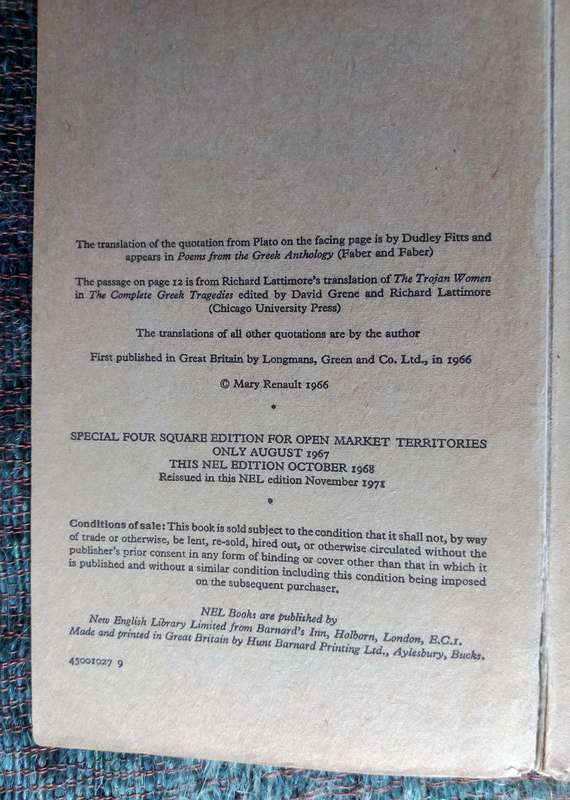 The translation of the quotation from Plato on the facing page is by Dudley Fitts and
appears in Poems from the Greek Anthology (Faber and Faber)
The passage on page 12 is from Richard Lattimore's translation of The Trojan Women
in The Complete Greek Tragedies edited by David Grene and Richard Lattimore
(Chicago University Press)
The translations of all other quotations are by the author
First published in Great Britain by Longmans, Green and Co. Ltd., in 1966
© Mary Renault 1966
SPECIAL FOUR SQUARE EDITION FOR OPEN MARKET TERRITORIES
ONLY AUGUST 1967
THIS NEL EDITION OCTOBER 1968
Reissued in this NEL edition November 1971
Conditions of sale: This book is sold subject to the condition that it shall not, by way
of trade or otherwise, be lent, re-sold, hired out, or otherwise circulated without the
publisher's prior consent in any form of binding or cover other than that in which it
is published and without a similar condition including this condition being imposed
on the subsequent purchaser.
NEL Books are published by
New English Library Limited from Barnard's Inn, Holborn, London, E.C.1.
Made and printed in Great Britain by Hunt Barnard Printing Ltd., Aylesbury, Bucks.
45001027 9